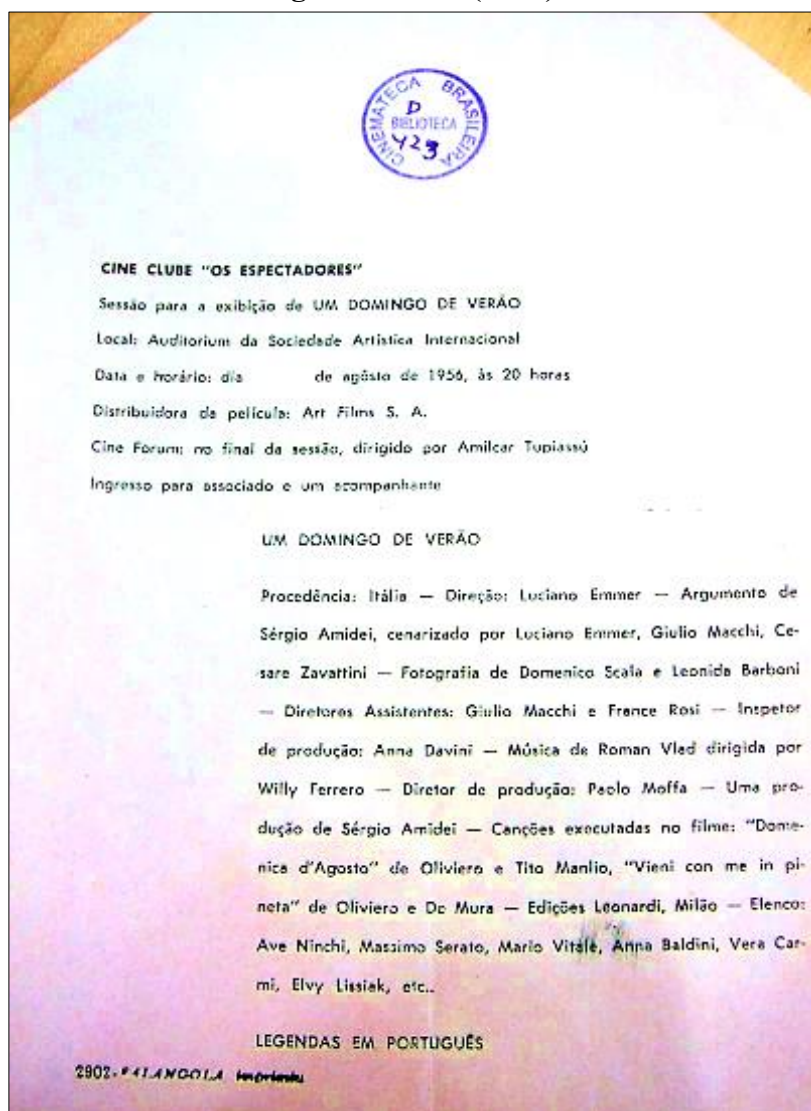 CINEMATECA BRASILEIRA
D
BIBLIOTECA
423
CINE CLUBE "OS ESPECTADORES"
Sessão para a exibição de UM DOMINGO DE VERÃO
Local: Auditorium da Sociedade Artística Internacional
Data e horário: dia de agôsto de 1956, às 20 horas
Distribuidora da película: Art Films S. A.
Cine Forum: no final da sessão, dirigido por Amilcar Tupiassú
Ingresso para associado e um acompanhante
UM DOMINGO DE VERÃO
Procedência: Itália — Direção: Luciano Emmer — Argumento de
Sérgio Amidei, cenarizado por Luciano Emmer, Giulio Macchi, Ce-
sare Zavattini — Fotografia de Domenico Scala e Leonida Barboni
— Diretores Assistentes: Giulio Macchi e France Rosi — Inspetor
de produção: Anna Davini — Música de Roman Vlad dirigida por
Willy Ferrero — Diretor de produção: Paolo Moffa — Uma pro-
dução de Sérgio Amidei — Canções executadas no filme: "Dome-
nica d'Agosto" de Oliviero e Tito Manlio, "Vieni con me in pi-
neta" de Oliviero e De Mura — Edições Leonardi, Milão — Elenco:
Ave Ninchi, Massimo Serato, Mario Vitale, Anna Baldini, Vera Car-
mi, Elvy Lissiak, etc..
LEGENDAS EM PORTUGUÊS
2902-FALANGOLA